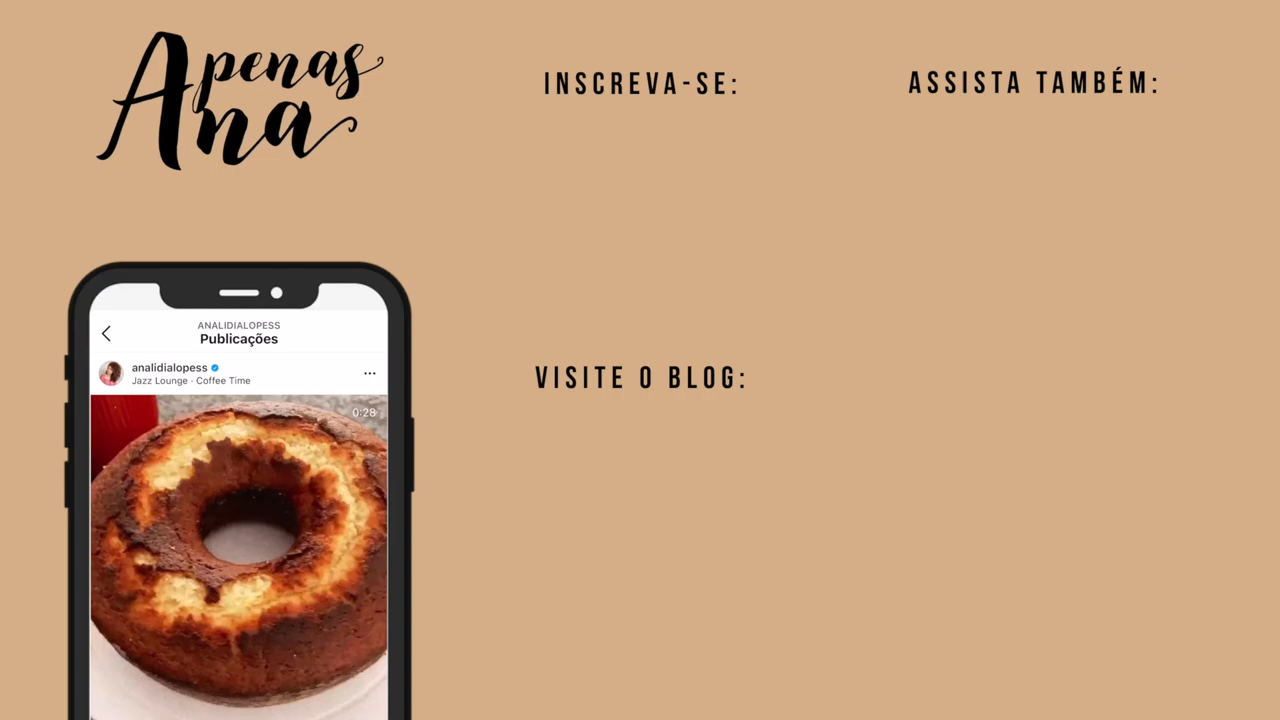 Apenas
Ana
INSCREVA-SE:
ASSISTA TAMBÉM:
VISITE O BLOG:
ANALIDIALOPESS
Publicações
analidialopess
Jazz Lounge · Coffee Time
0:28